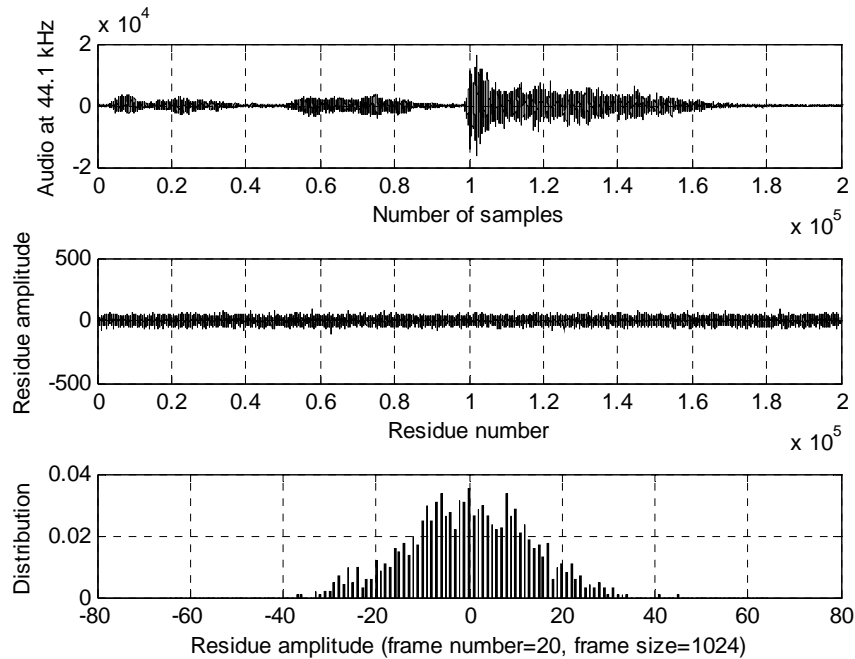 x 10^4
Audio at 44.1 kHz
2
0
-2
0 0.2 0.4 0.6 0.8 1 1.2 1.4 1.6 1.8 2
Number of samples
x 10^5
Residue amplitude
500
0
-500
0 0.2 0.4 0.6 0.8 1 1.2 1.4 1.6 1.8 2
Residue number
x 10^5
Distribution
0.04
0.02
0
-80 -60 -40 -20 0 20 40 60 80
Residue amplitude (frame number=20, frame size=1024)